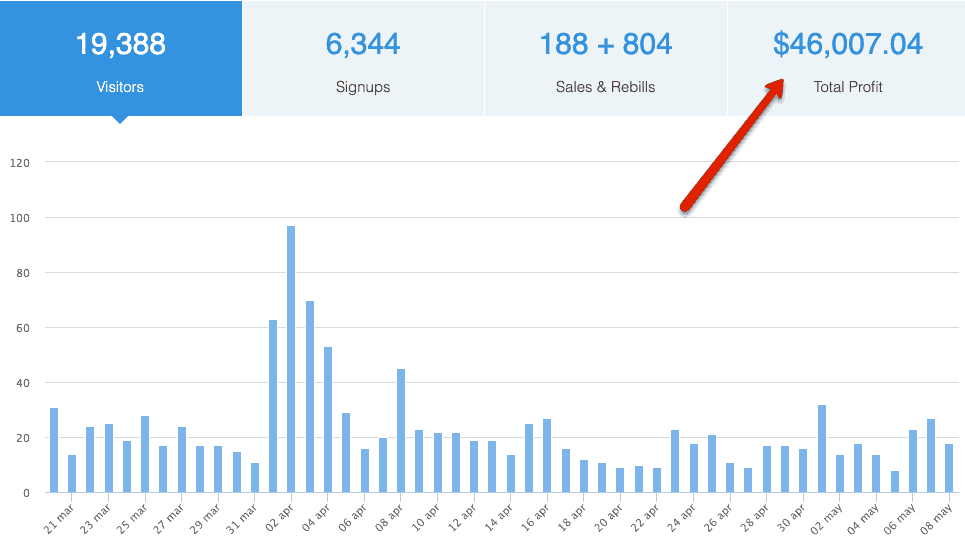 19,388
6,344
188 + 804
$46,007.04
Visitors
Signups
Sales & Rebills
Total Profit
120
100
80
60
40
20
0
21 mar
23 mar
25 mar
27 mar
29 mar
31 mar
02 apr
04 apr
06 apr
08 apr
10 apr
12 apr
14 apr
16 apr
18 apr
20 apr
22 apr
24 apr
26 apr
28 apr
30 apr
02 may
04 may
06 may
08 may